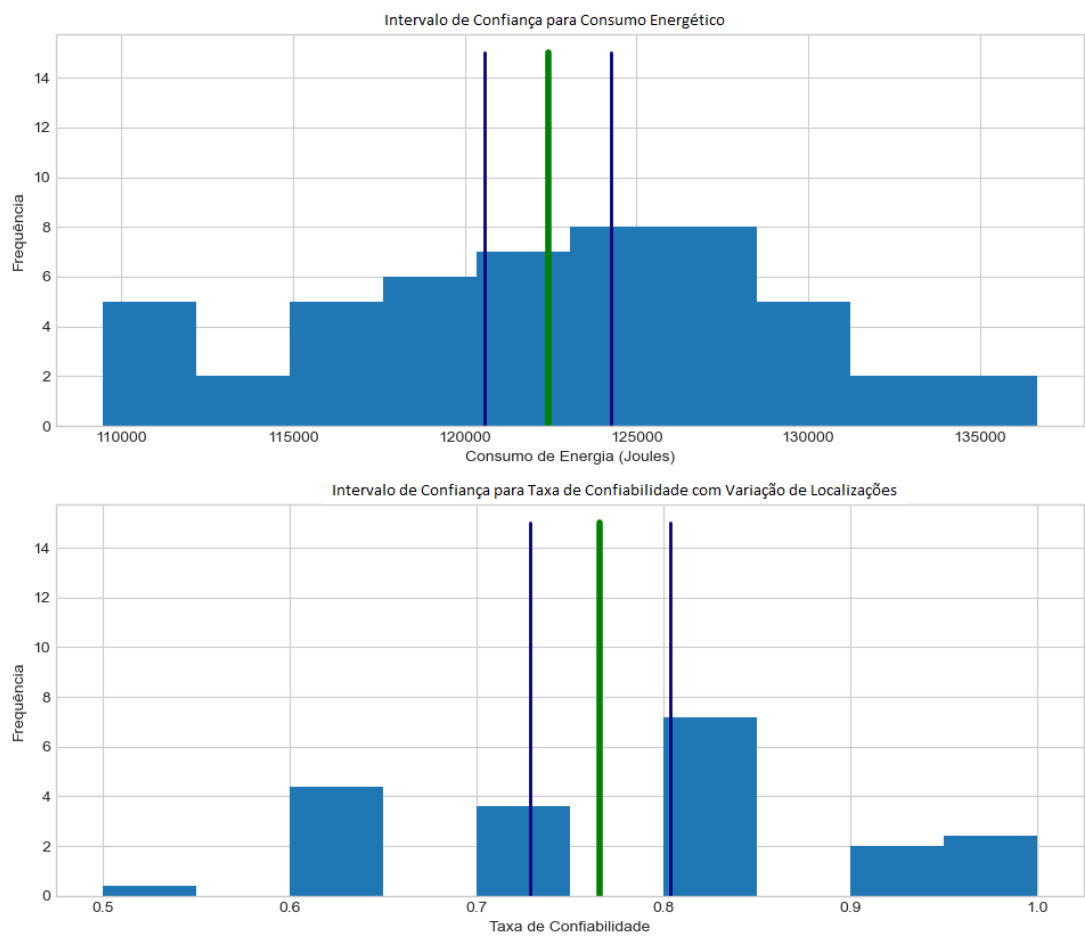 Intervalo de Confiança para Consumo Energético
14
12
10
8
6
4
2
0
Frequência
110000 115000 120000 125000 130000 135000
Consumo de Energia (Joules)
Intervalo de Confiança para Taxa de Confiabilidade com Variação de Localizações
14
12
10
8
6
4
2
0
Frequência
0.5 0.6 0.7 0.8 0.9 1.0
Taxa de Confiabilidade